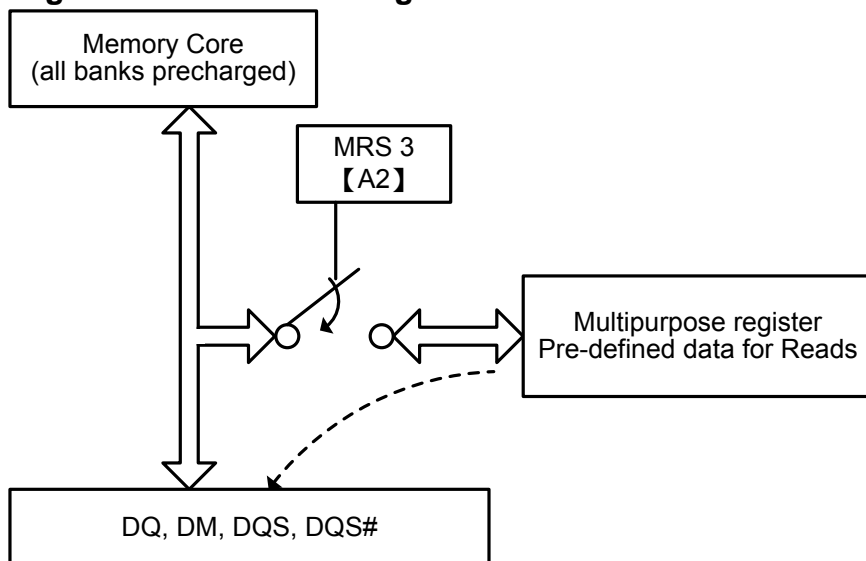 Memory Core
(all banks precharged)
MRS 3
【A2】
Multipurpose register
Pre-defined data for Reads
DQ, DM, DQS, DQS#